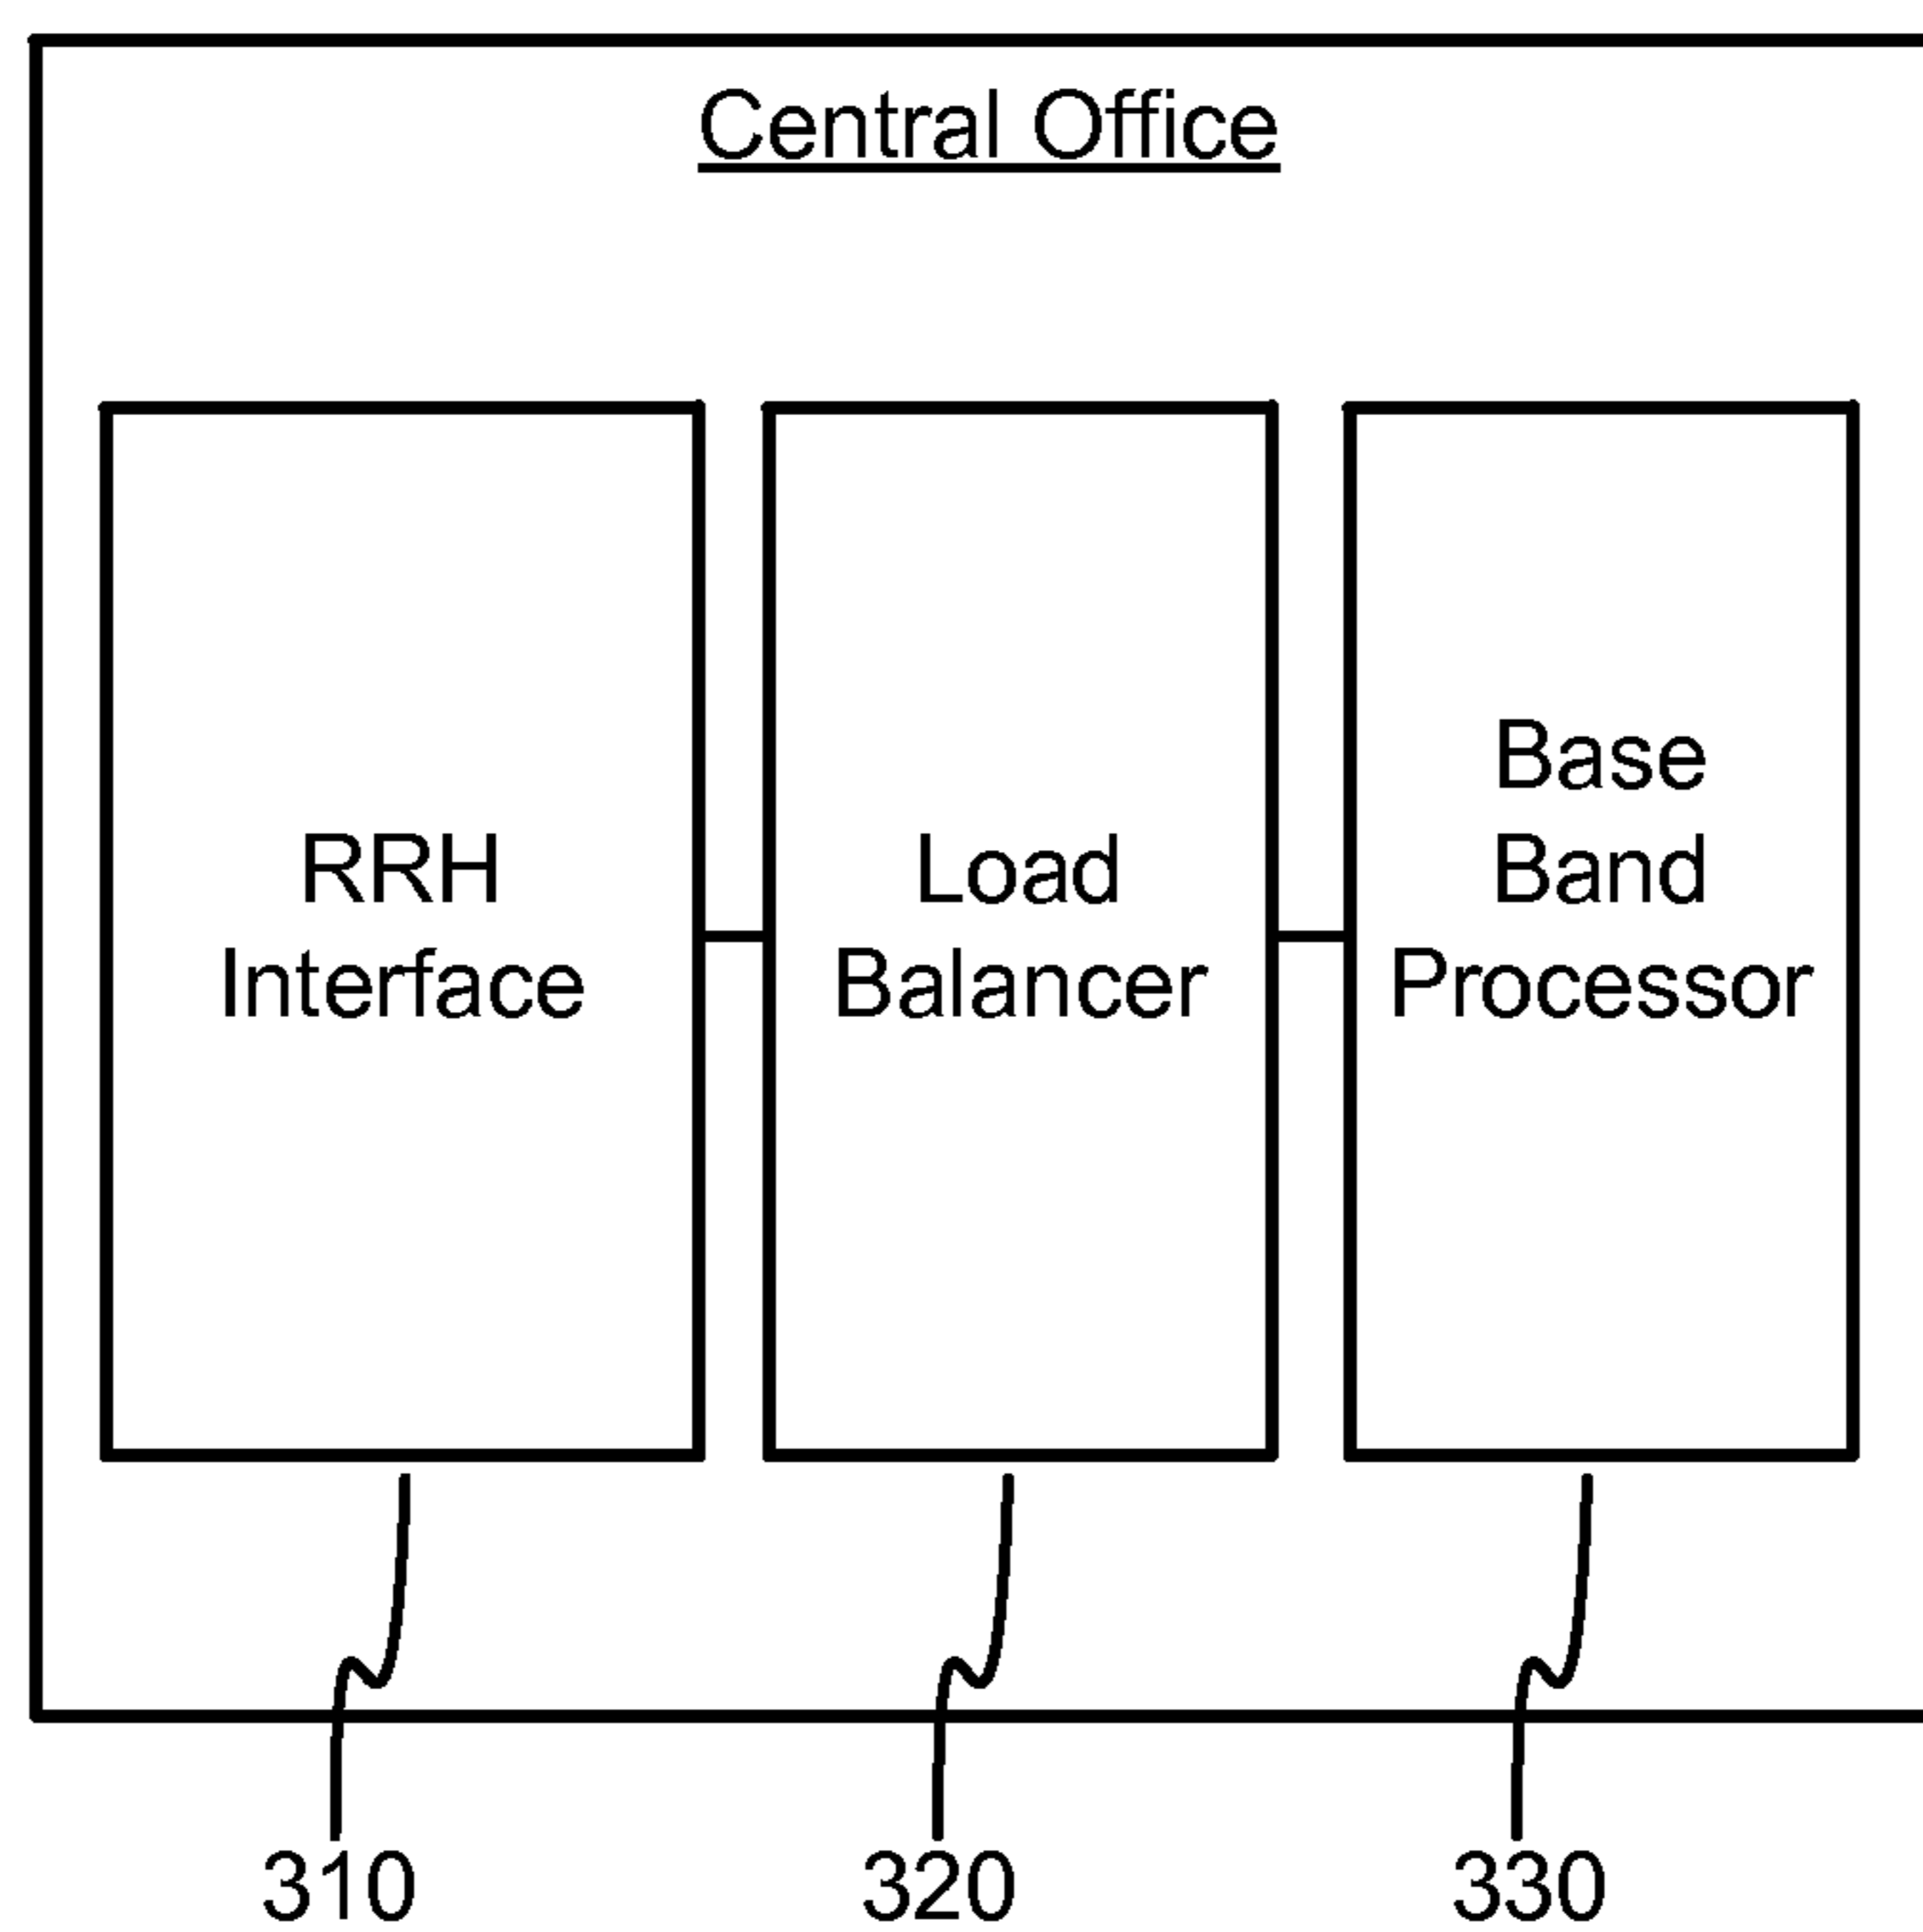 Central Office
RRH
Interface
Load
Balancer
Base
Band
Processor
310
320
330